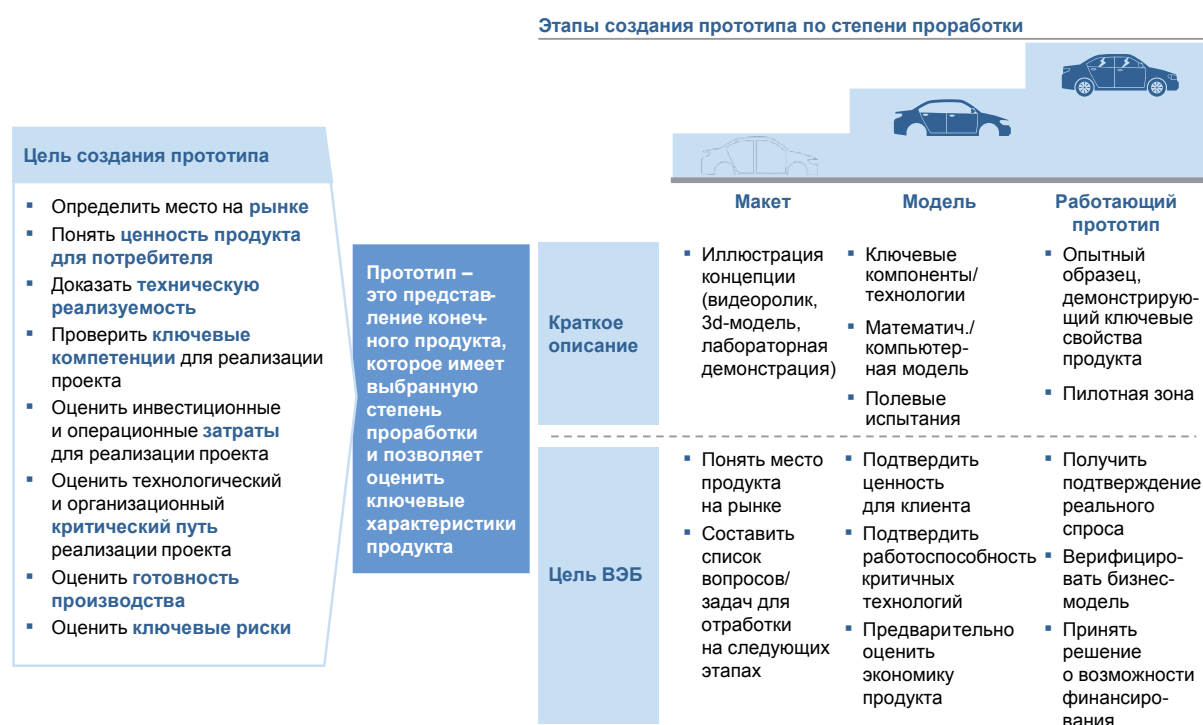 Этапы создания прототипа по степени проработки
Цель создания прототипа
▪ Определить место на рынке
▪ Понять ценность продукта
для потребителя
▪ Доказать техническую
реализуемость
▪ Проверить ключевые
компетенции для реализации
проекта
▪ Оценить инвестиционные
и операционные затраты
для реализации проекта
▪ Оценить технологический
и организационный
критический путь
реализации проекта
▪ Оценить готовность
производства
▪ Оценить ключевые риски
Прототип –
это представ-
ление конеч-
ного продукта,
которое имеет
выбранную
степень
проработки
и позволяет
оценить
ключевые
характеристики
продукта
Макет
Модель
Работающий
прототип
Краткое
описание
▪ Иллюстрация
концепции
(видеоролик,
3d-модель,
лабораторная
демонстрация)
▪ Ключевые
компоненты/
технологии
▪ Математич./
компьютер-
ная модель
▪ Полевые
испытания
▪ Опытный
образец,
демонстрирую-
щий ключевые
свойства
продукта
▪ Пилотная зона
Цель ВЭБ
▪ Понять место
продукта
на рынке
▪ Составить
список
вопросов/
задач для
отработки
на следующих
этапах
▪ Подтвердить
ценность
для клиента
▪ Подтвердить
работоспособность
критичных
технологий
▪ Предварительно
оценить
экономику
продукта
▪ Получить
подтверждение
реального
спроса
▪ Верифициро-
вать бизнес-
модель
▪ Принять
решение
о возможности
финансиро-
вания